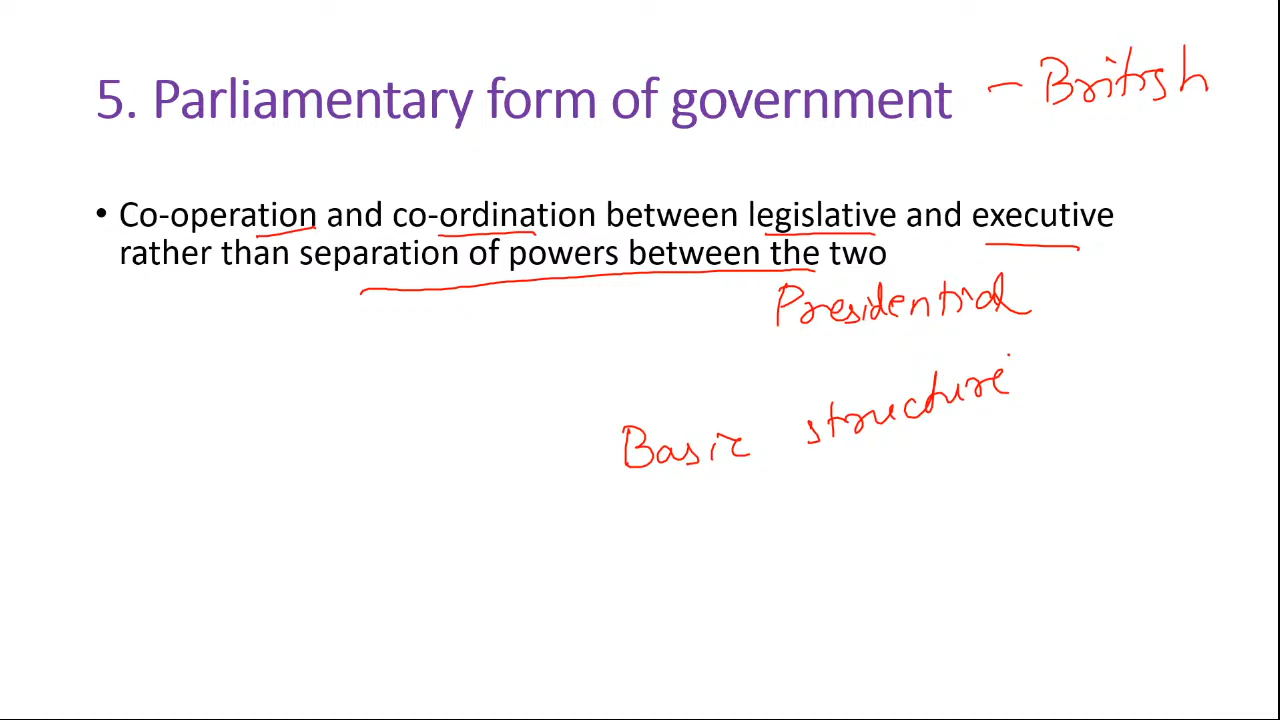 5. Parliamentary form of government - British
• Co-operation and co-ordination between legislative and executive
rather than separation of powers between the two
Presidential
Basic structure